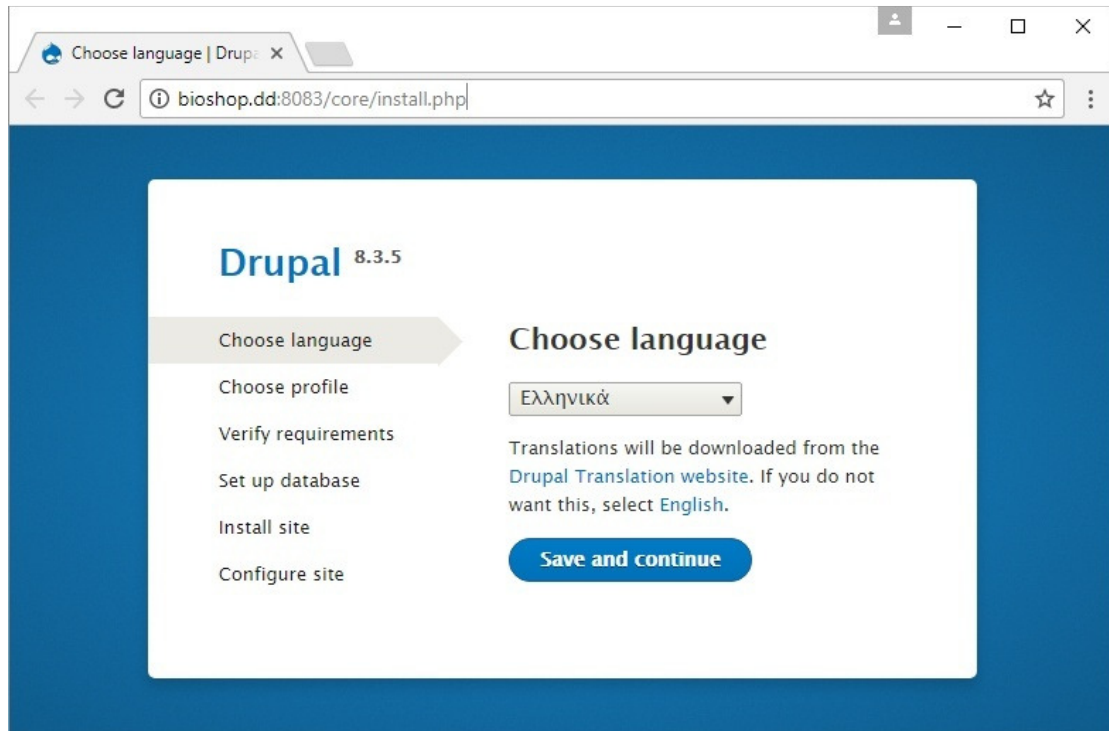 Choose language | Drupa
bioshop.dd:8083/core/install.php
Drupal 8.3.5
Choose language
Choose profile
Verify requirements
Set up database
Install site
Configure site
Choose language
Ελληνικά
Translations will be downloaded from the
Drupal Translation website. If you do not
want this, select English.
Save and continue